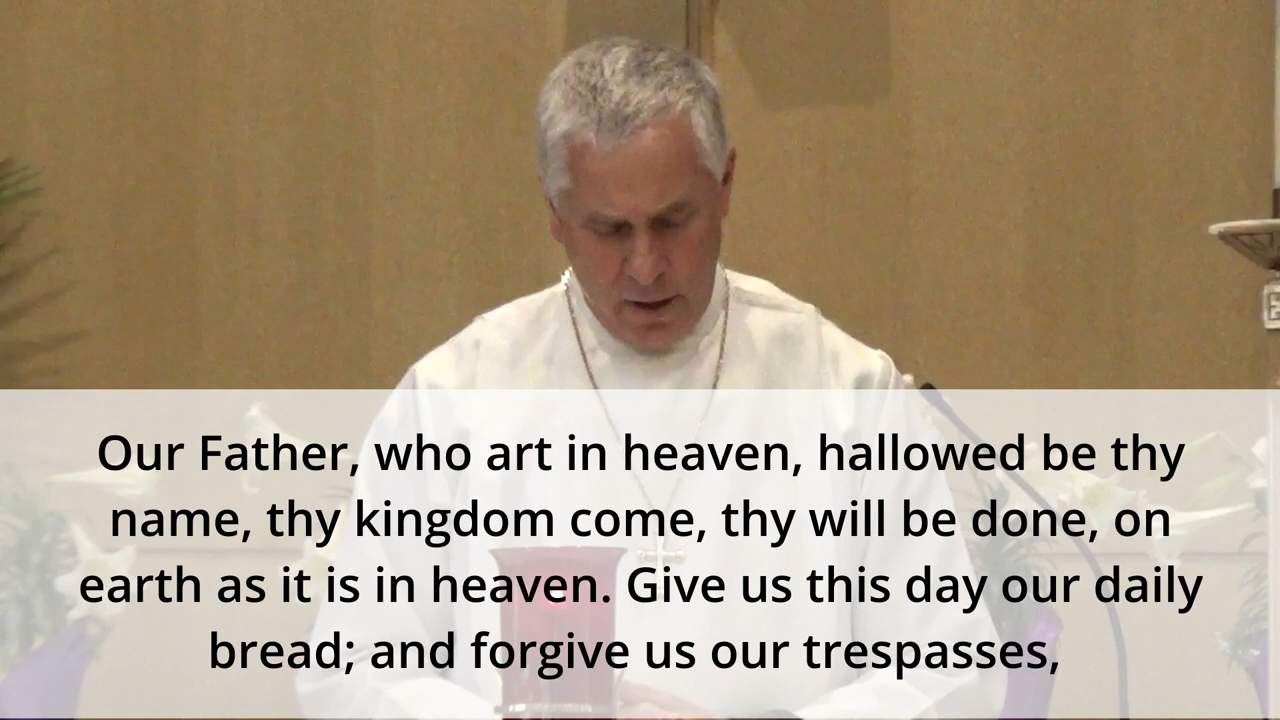 Our Father, who art in heaven, hallowed be thy
name, thy kingdom come, thy will be done, on
earth as it is in heaven. Give us this day our daily
bread; and forgive us our trespasses,